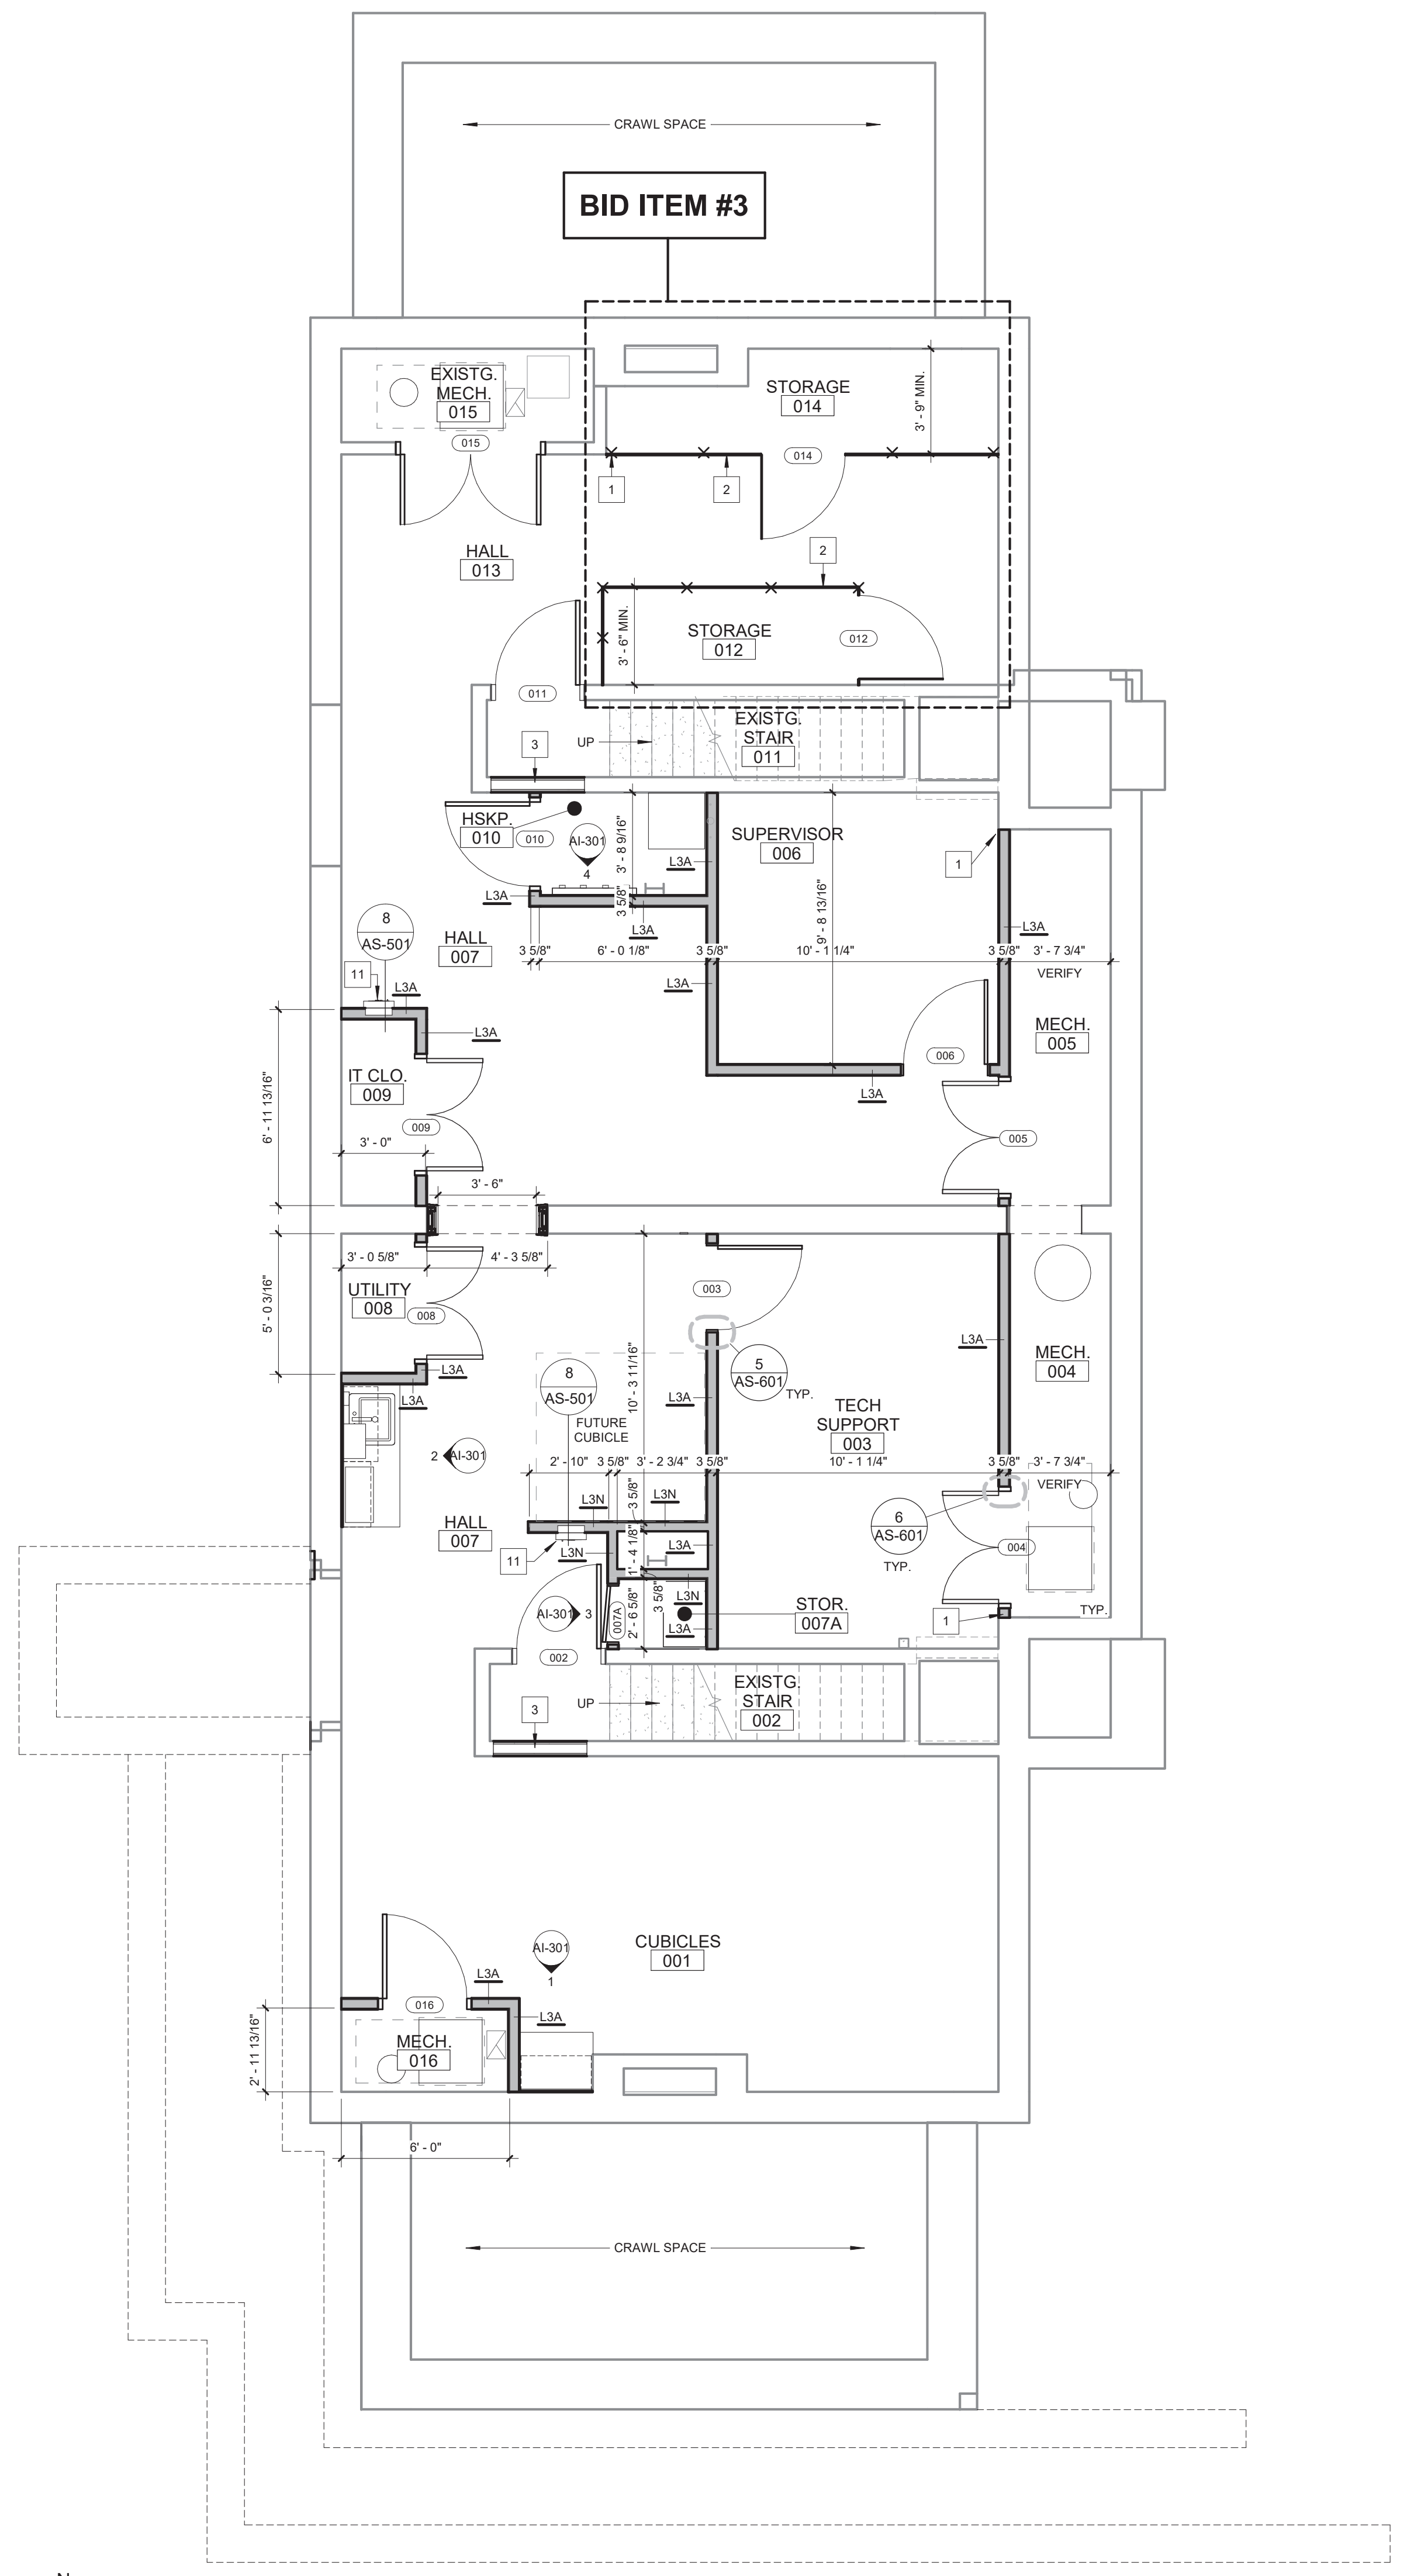 CRAWL SPACE
BID ITEM #3
EXISTG.
MECH.
015
015
STORAGE
014
3' - 9" MIN.
014
1
2
HALL
013
2
STORAGE
012
3' - 6" MIN.
012
011
EXISTG.
STAIR
011
UP
3
HSKP.
010
010
AI-301
4
3' - 8 9/16"
3 5/8"
L3A
SUPERVISOR
006
9' - 8 13/16"
1
L3A
L3A
L3A
8
AS-501
HALL
007
3 5/8"
6' - 0 1/8"
3 5/8"
10' - 1 1/4"
3 5/8"
3' - 7 3/4"
VERIFY
11
L3A
L3A
L3A
MECH.
005
6' - 11 13/16"
IT CLO.
009
009
3' - 0"
006
L3A
005
3' - 6"
3' - 0 5/8"
4' - 3 5/8"
5' - 0 3/16"
UTILITY
008
008
003
L3A
L3A
10' - 3 11/16"
8
AS-501
FUTURE
CUBICLE
L3A
5
AS-601
TYP.
L3A
MECH.
004
TECH
SUPPORT
003
2
AI-301
2' - 10"
3 5/8"
3' - 2 3/4"
3 5/8"
10' - 1 1/4"
3 5/8"
3' - 7 3/4"
VERIFY
HALL
007
L3N
3 5/8"
L3N
6
AS-601
TYP.
11
L3N
1' - 4 1/8"
L3A
004
L3N
3 5/8"
AI-301
3
007A
2' - 6 5/8"
L3A
STOR.
007A
1
TYP.
002
EXISTG.
STAIR
002
UP
3
CUBICLES
001
AI-301
1
L3A
016
L3A
2' - 11 13/16"
MECH.
016
6' - 0"
CRAWL SPACE